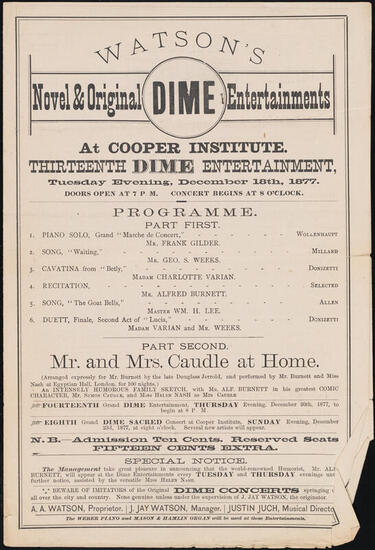 WATSON'S
Novel & Original DIME Entertainments
At COOPER INSTITUTE.
THIRTEENTH DIME ENTERTAINMENT,
Tuesday Evening, December 18th, 1877.
DOORS OPEN AT 7 P.M. CONCERT BEGINS AT 8 O'CLOCK.
PROGRAMME.
PART FIRST.
1. PIANO SOLO, Grand "Marche de Concert," - - - - - WOLLENHAUPT
MR. FRANK GILDER.
2. SONG, "Waiting," - - - - - MILLARD
MR. GEO. S. WEEKS.
3. CAVATINA from "Betly," - - - - - DONIZETTI
MADAM CHARLOTTE VARIAN.
4. RECITATION, - - - - - SELECTED
MR. ALFRED BURNETT.
5. SONG, "The Goat Bells," - - - - - ALLEN
MASTER WM. H. LEE.
6. DUETT, Finale, Second Act of "Lucia," - - - - - DONIZETTI
MADAM VARIAN and MR. WEEKS.
PART SECOND.
Mr. and Mrs. Caudle at Home.
(Arranged expressly for Mr. Burnett by the late Douglass Jerrold, and performed by Mr. Burnett and Miss
Nash at Egyptian Hall, London, for 100 nights.)
AN INTENSELY HUMOROUS FAMILY SKETCH, with MR. ALF. BURNETT in his greatest COMIC
CHARACTER, MR. SIMON CAUDLE, and MISS HELEN NASH as MRS CAUDLE
FOURTEENTH Grand DIME ENTERTAINMENT, THURSDAY Evening, December 20th, 1877, to
begin at 8 P. M.
EIGHTH Grand DIME SACRED Concert at Cooper Institute, SUNDAY Evening, December
23d, 1877, at eight o'clock. Several new artists will appear.
N. B.--Admission Ten Cents. Reserved Seats
FIFTEEN CENTS EXTRA.
SPECIAL NOTICE.
The Management take great pleasure in announcing that the world-renowned Humorist, MR. ALF
BURNETT, will appear at the Dime Entertainments every TUESDAY and THURSDAY evenings unt
further notice, assisted by the versatile MISS HELEN NASH.
BEWARE OF IMITATORS of the Original DIME CONCERTS springing
all over the city and country. None genuine unless under the supervision of J. JAY WATSON, the originator.
A. A. WATSON, Proprietor. J. JAY WATSON, Manager. JUSTIN JUCH, Musical Directo
The WEBER PIANO and MASON & HAMLIN ORGAN will be used at these Entertainments.